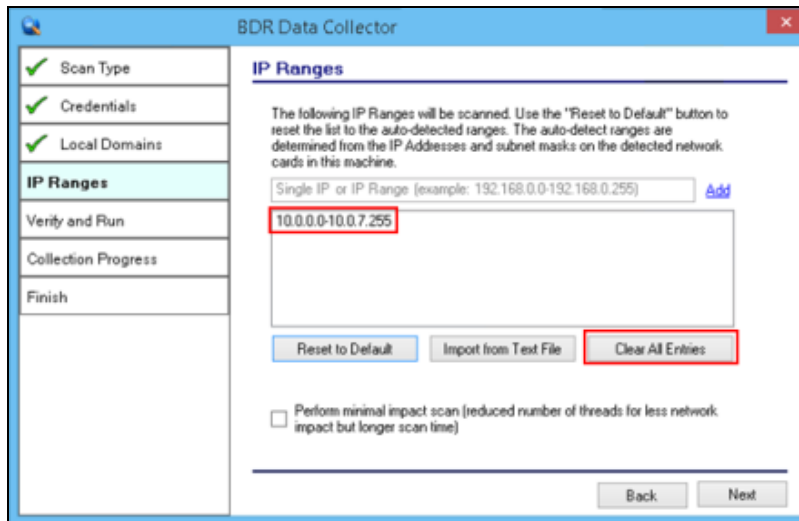 BDR Data Collector
Scan Type
Credentials
Local Domains
IP Ranges
Verify and Run
Collection Progress
Finish
IP Ranges
The following IP Ranges will be scanned. Use the "Reset to Default" button to
reset the list to the auto-detected ranges. The auto-detect ranges are
determined from the IP Addresses and subnet masks on the detected network
cards in this machine.
Single IP or IP Range (example: 192.168.0.0-192.168.0.255) Add
10.0.0.0-10.0.7.255
Reset to Default Import from Text File Clear All Entries
Perform minimal impact scan (reduced number of threads for less network
impact but longer scan time)
Back Next